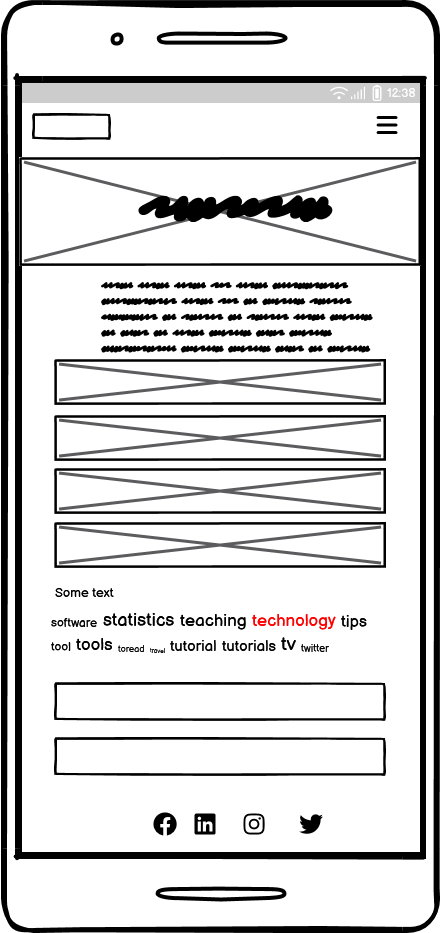 12:38
Some text
software statistics teaching technology tips
tool tools toread travel tutorial tutorials tv twitter